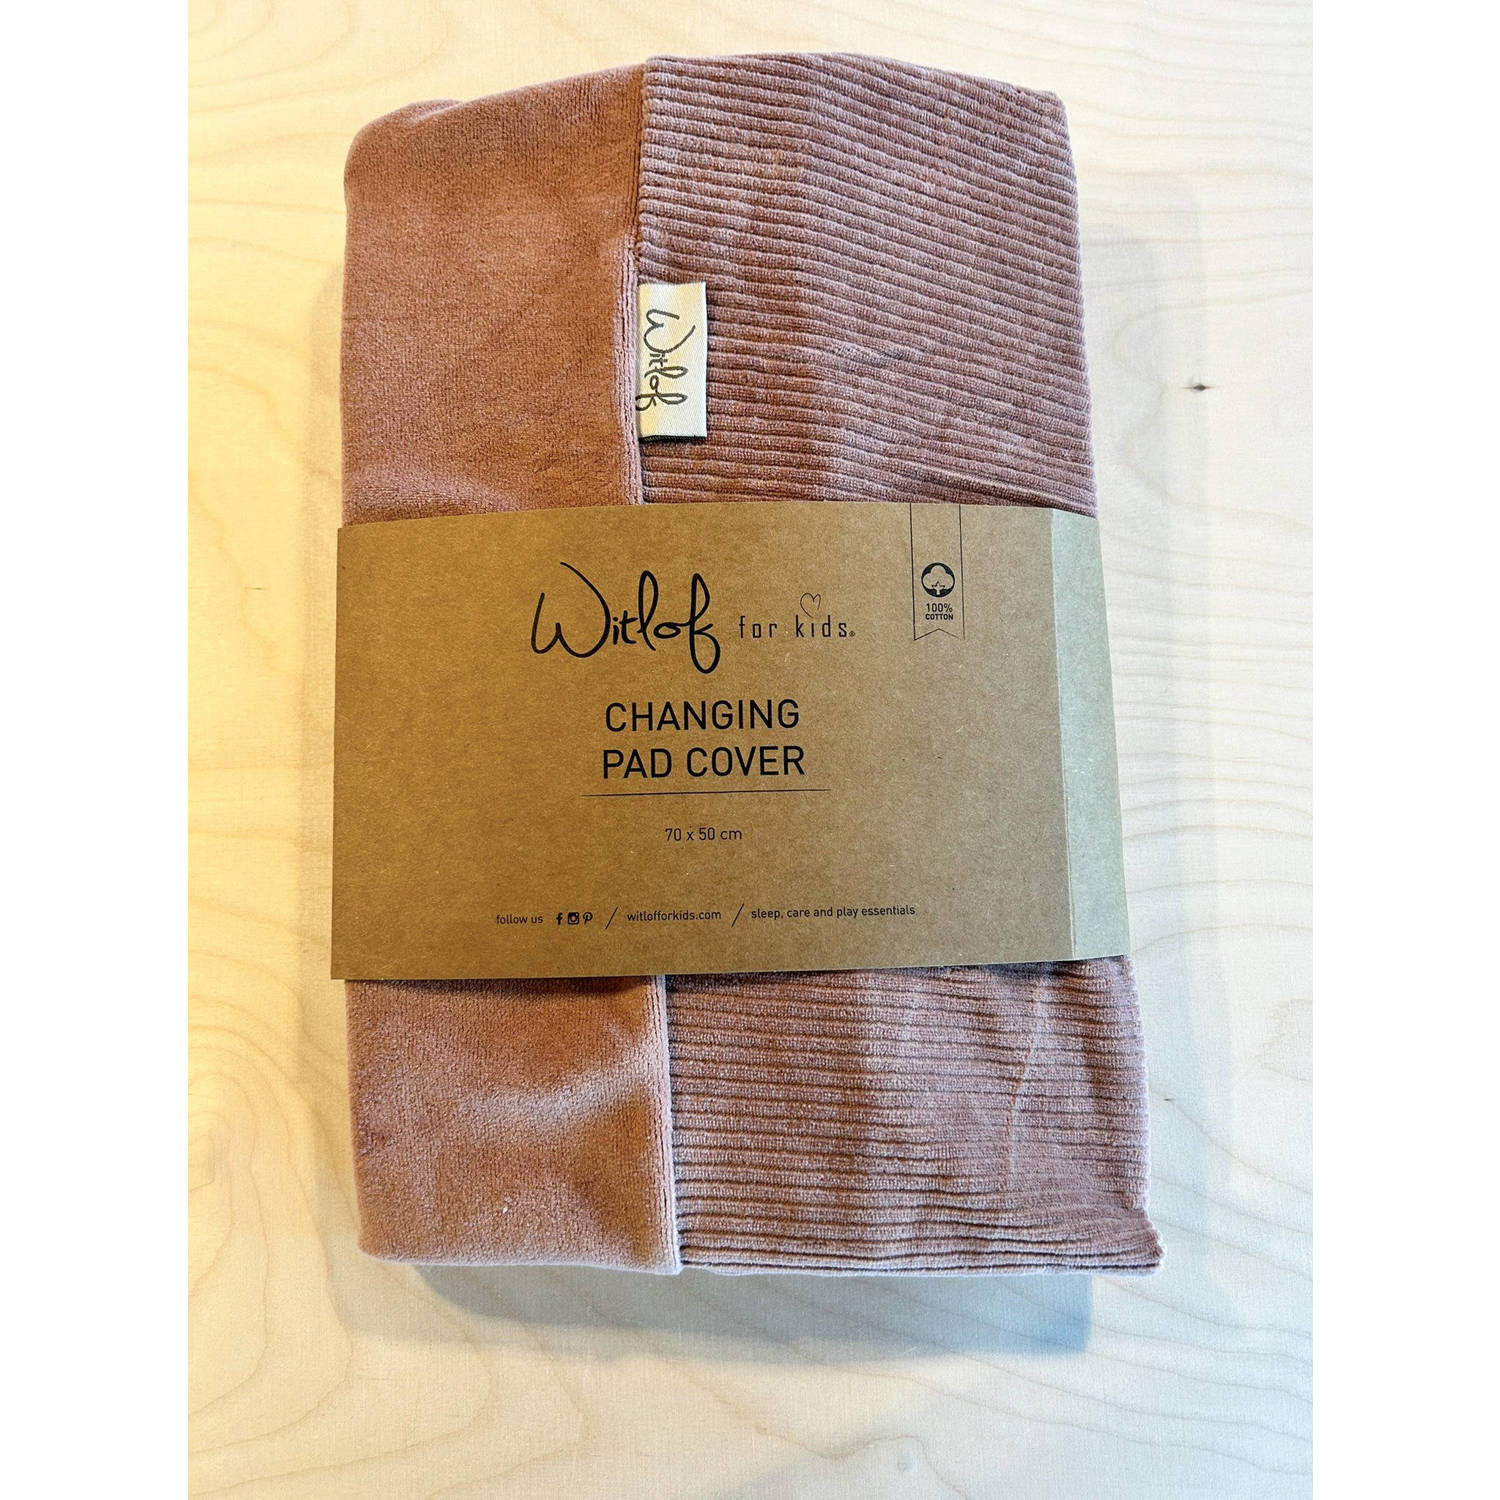 Witlof
Witlof for kids®
100%
COTTON
CHANGING
PAD COVER
70 x 50 cm
follow us / witlofforkids.com / sleep, care and play essentials